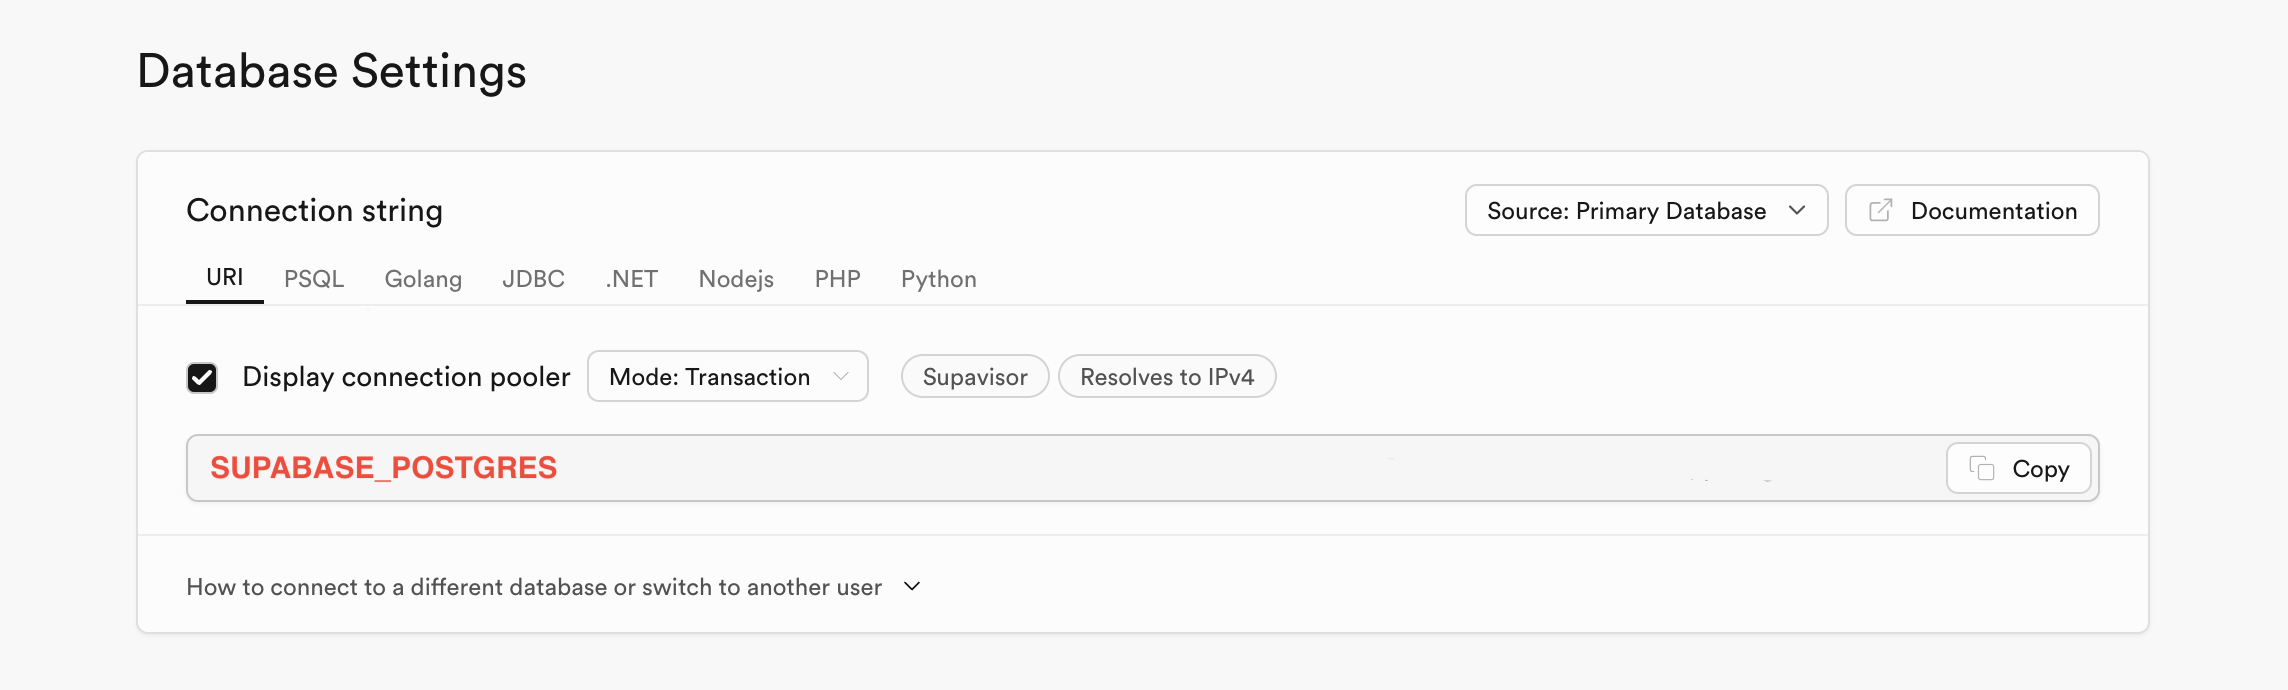 Database Settings
Connection string
Source: Primary Database
Documentation
URI PSQL Golang JDBC .NET Nodejs PHP Python
Display connection pooler
Mode: Transaction
Supavisor
Resolves to IPv4
SUPABASE_POSTGRES
Copy
How to connect to a different database or switch to another user